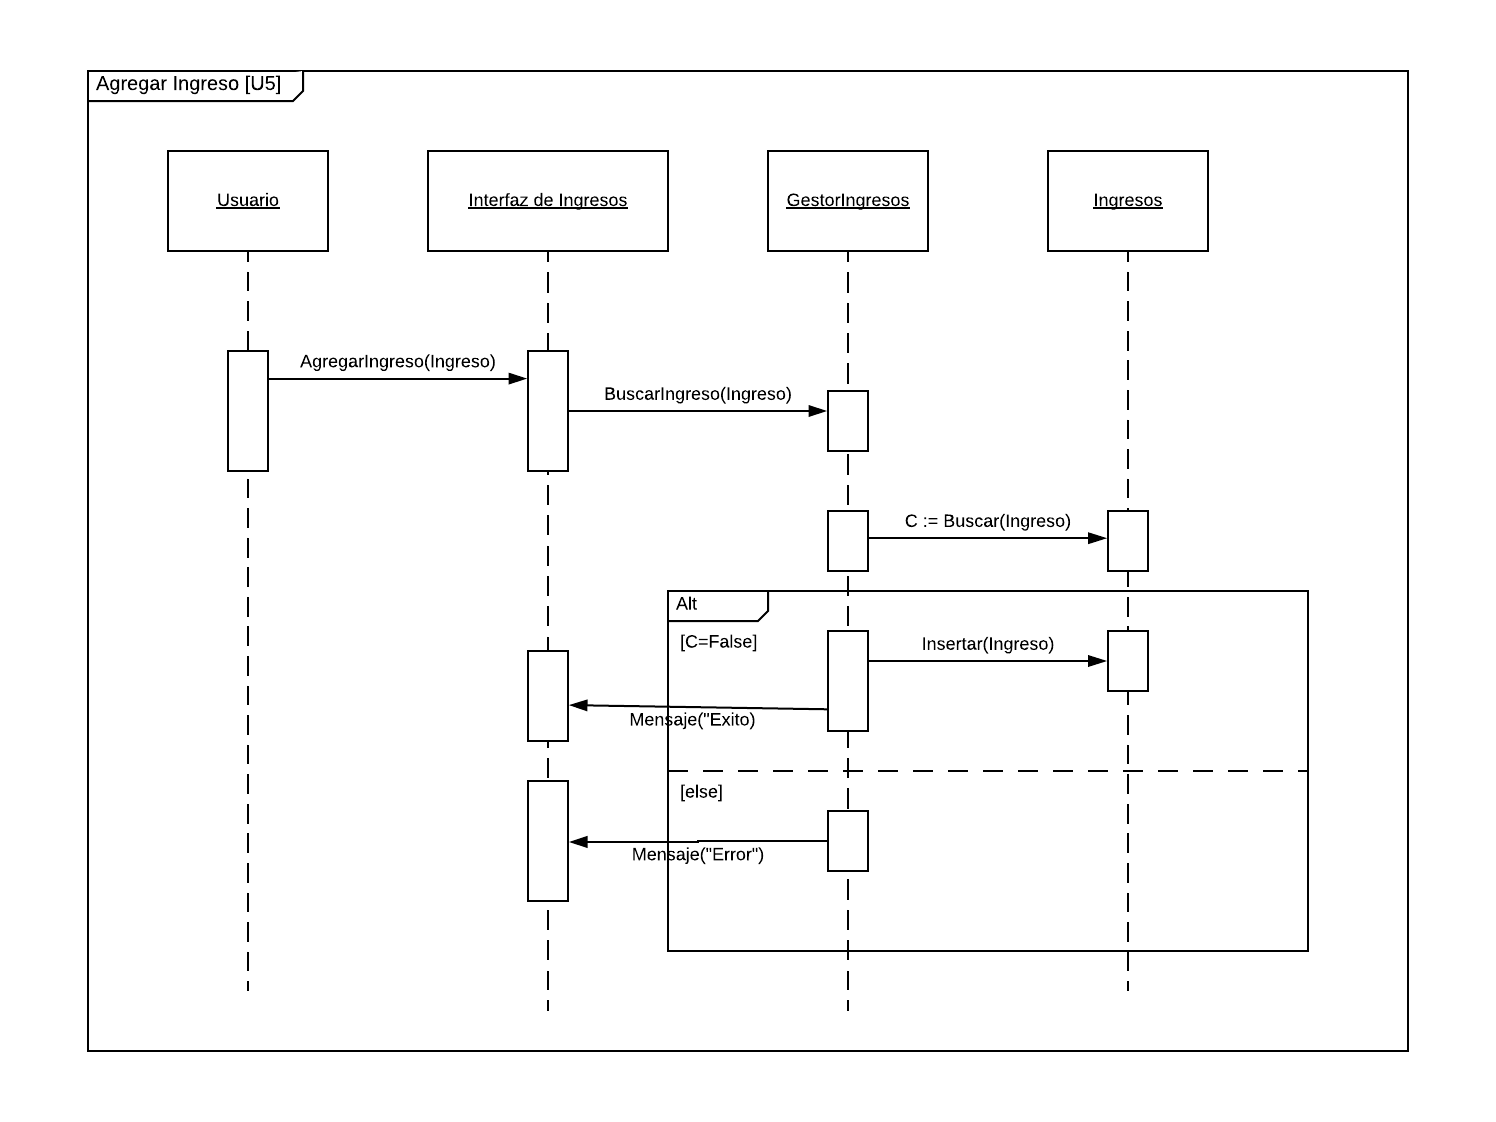 Agregar Ingreso [U5]
Usuario
Interfaz de Ingresos
GestorIngresos
Ingresos
AgregarIngreso(Ingreso)
BuscarIngreso(Ingreso)
C := Buscar(Ingreso)
Alt
[C=False]
Insertar(Ingreso)
Mensaje("Exito)
[else]
Mensaje("Error")